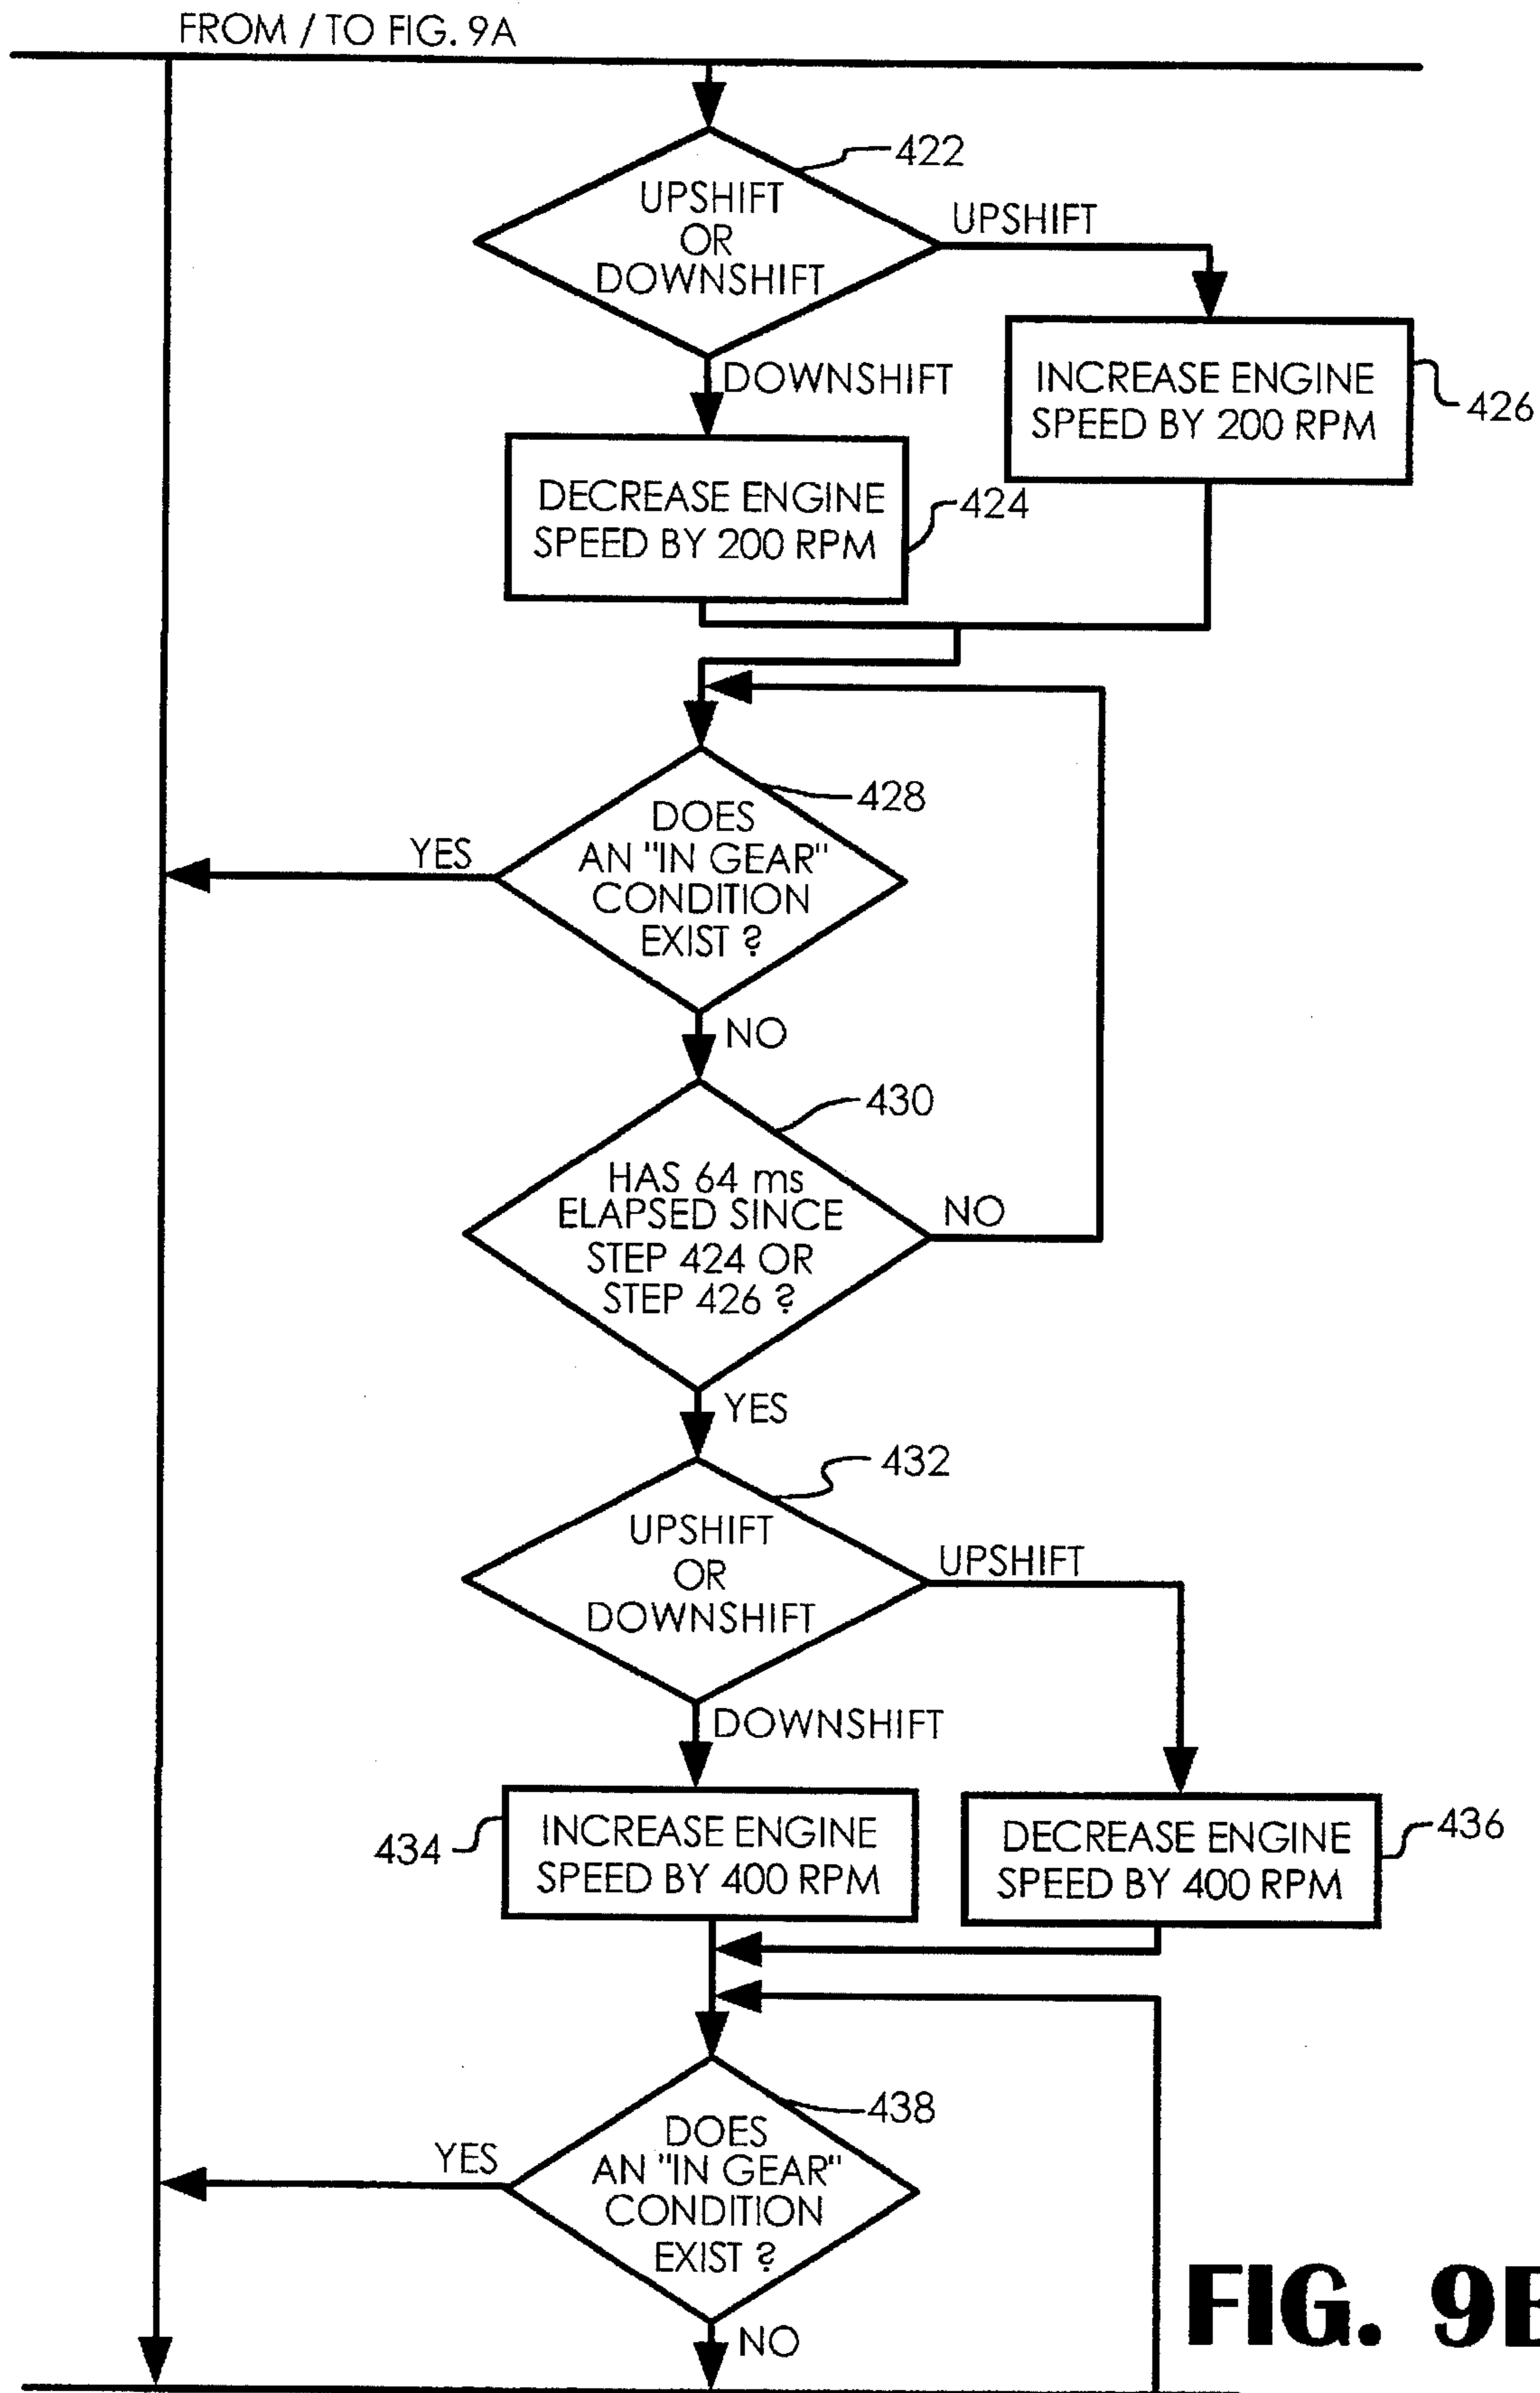 FROM / TO FIG. 9A
422
UPSHIFT
OR
DOWNSHIFT
UPSHIFT
DOWNSHIFT
INCREASE ENGINE
SPEED BY 200 RPM
426
DECREASE ENGINE
SPEED BY 200 RPM
424
428
DOES
AN "IN GEAR"
CONDITION
EXIST ?
YES
NO
430
HAS 64 ms
ELAPSED SINCE
STEP 424 OR
STEP 426 ?
NO
YES
432
UPSHIFT
OR
DOWNSHIFT
UPSHIFT
DOWNSHIFT
434
INCREASE ENGINE
SPEED BY 400 RPM
DECREASE ENGINE
SPEED BY 400 RPM
436
438
DOES
AN "IN GEAR"
CONDITION
EXIST ?
YES
NO
FIG. 9B